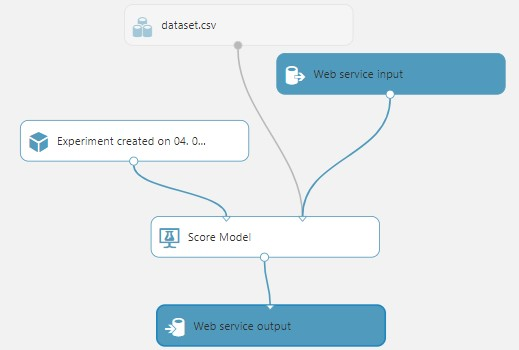 dataset.csv
Web service input
Experiment created on 04. 0...
Score Model
Web service output